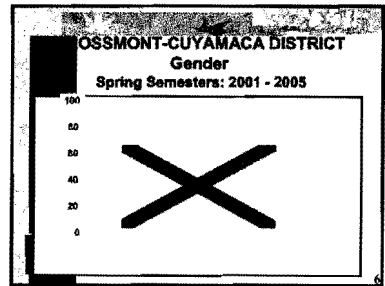 OSSMONT-CUYAMACA DISTRICT
Gender
Spring Semesters: 2001 - 2005
100
80
60
40
20
0
6